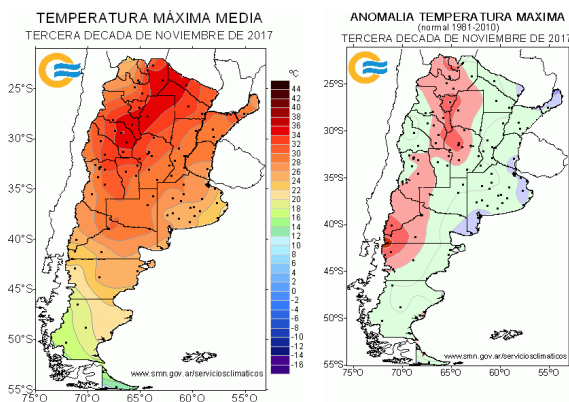 TEMPERATURA MÁXIMA MEDIA
TERCERA DECADA DE NOVIEMBRE DE 2017
ºC
44
42
40
38
36
34
32
30
28
26
24
22
20
18
16
14
12
10
8
6
4
2
0
-2
-4
-6
-8
-10
-12
-14
-16
25°S
30°S
35°S
40°S
45°S
50°S
55°S
75°O
70°O
65°O
60°O
55°O
www.smn.gov.ar/serviciosclimaticos
ANOMALIA TEMPERATURA MAXIMA
(normal 1981-2010)
TERCERA DECADA DE NOVIEMBRE DE 2017
25°S
30°S
35°S
40°S
45°S
50°S
55°S
75°O
70°O
65°O
60°O
55°O
www.smn.gov.ar/serviciosclimaticos